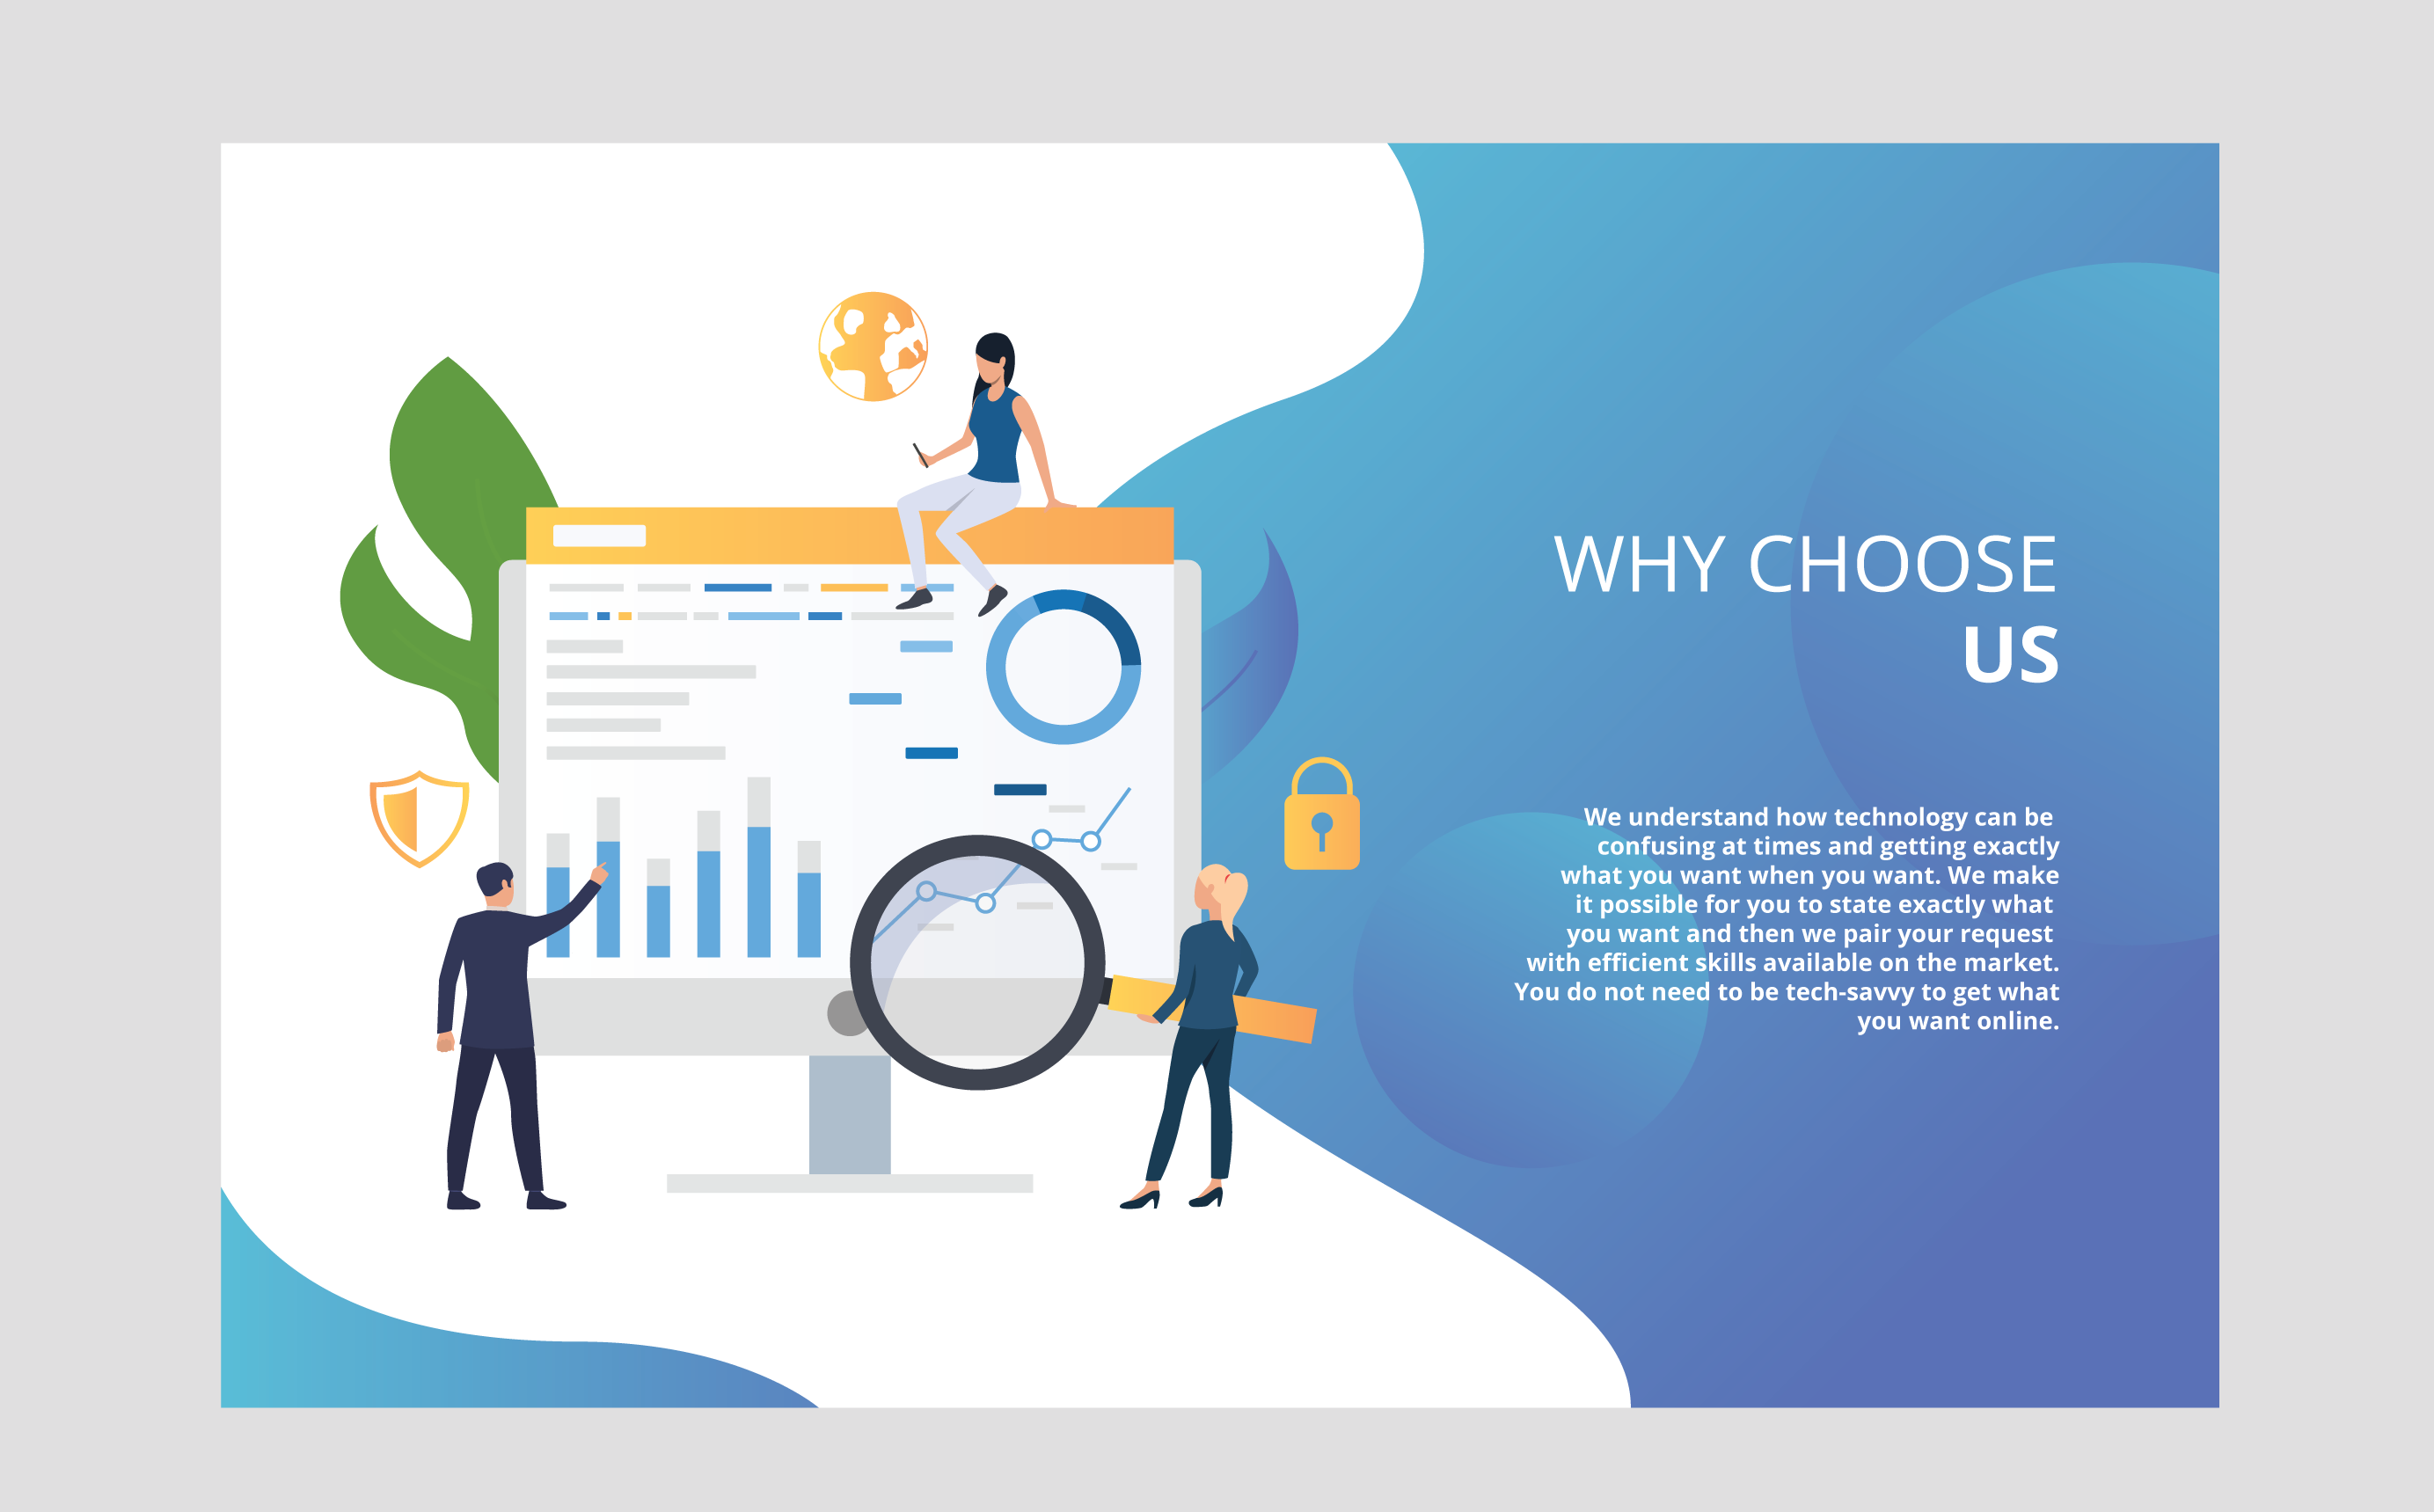 WHY CHOOSE
US
We understand how technology can be
confusing at times and getting exactly
what you want when you want. We make
it possible for you to state exactly what
you want and then we pair your request
with efficient skills available on the market.
You do not need to be tech-savvy to get what
you want online.